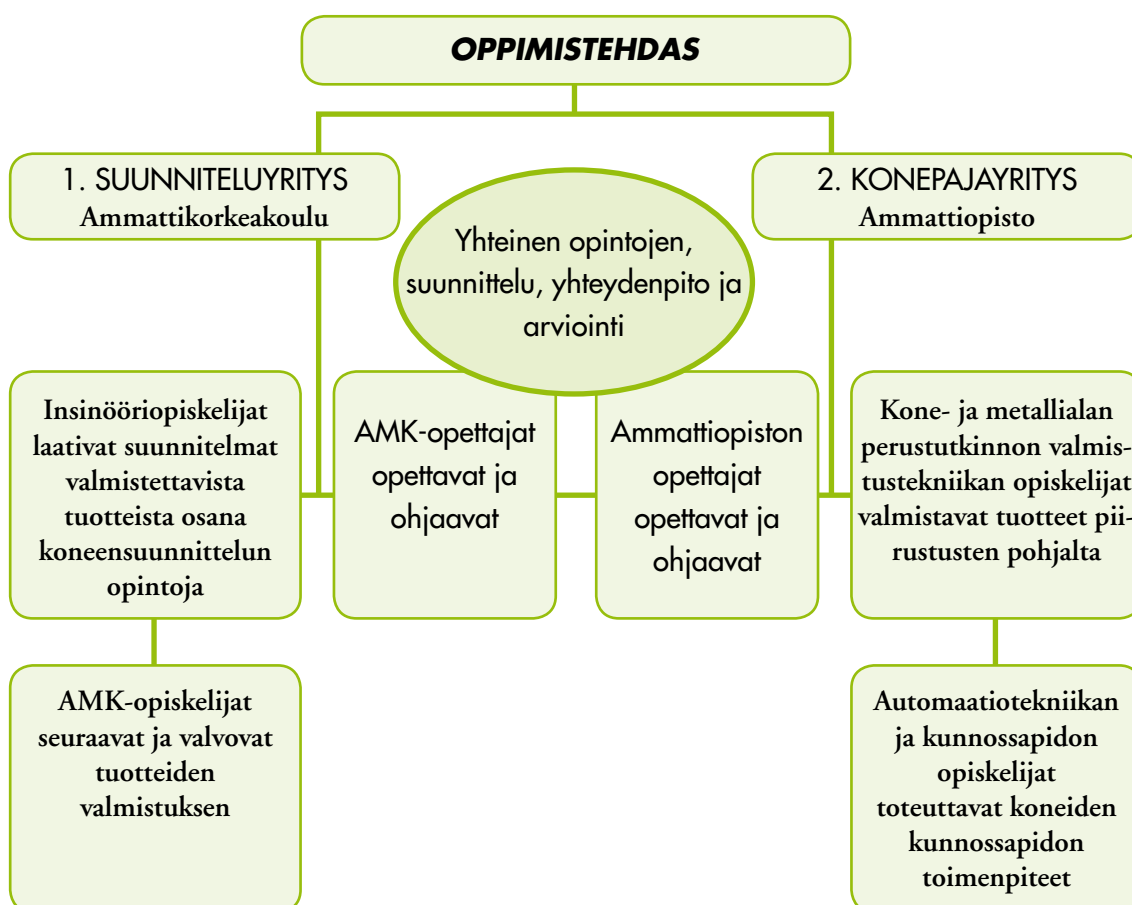 OPPIMISTEHDAS
1. SUUNNITELUYRITYS
Ammattikorkeakoulu
2. KONEPAJAYRITYS
Ammattiopisto
Yhteinen opintojen,
suunnittelu, yhteydenpito ja
arviointi
Insinööriopiskelijat
laativat suunnitelmat
valmistettavista
tuotteista osana
koneensuunnittelun
opintoja
AMK-opettajat
opettavat ja
ohjaavat
Ammattiopiston
opettajat
opettavat ja
ohjaavat
Kone- ja metallialan
perustutkinnon valmis-
tustekniikan opiskelijat
valmistavat tuotteet pii-
rustusten pohjalta
AMK-opiskelijat
seuraavat ja valvovat
tuotteiden
valmistuksen
Automaatiotekniikan
ja kunnossapidon
opiskelijat
toteuttavat koneiden
kunnossapidon
toimenpiteet